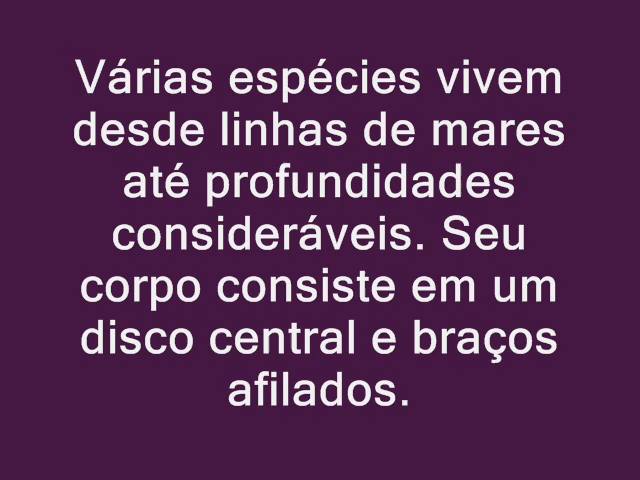 Várias espécies vivem
desde linhas de mares
até profundidades
consideráveis. Seu
corpo consiste em um
disco central e braços
afilados.